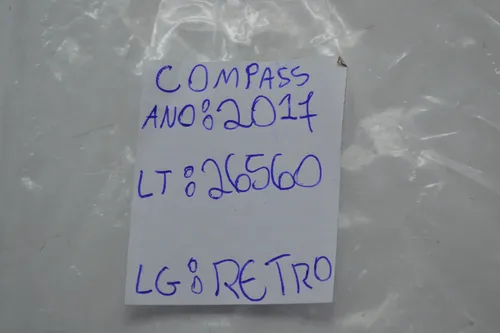 COMPASS
ANO: 2017
LT: 26560
LG: RETRO